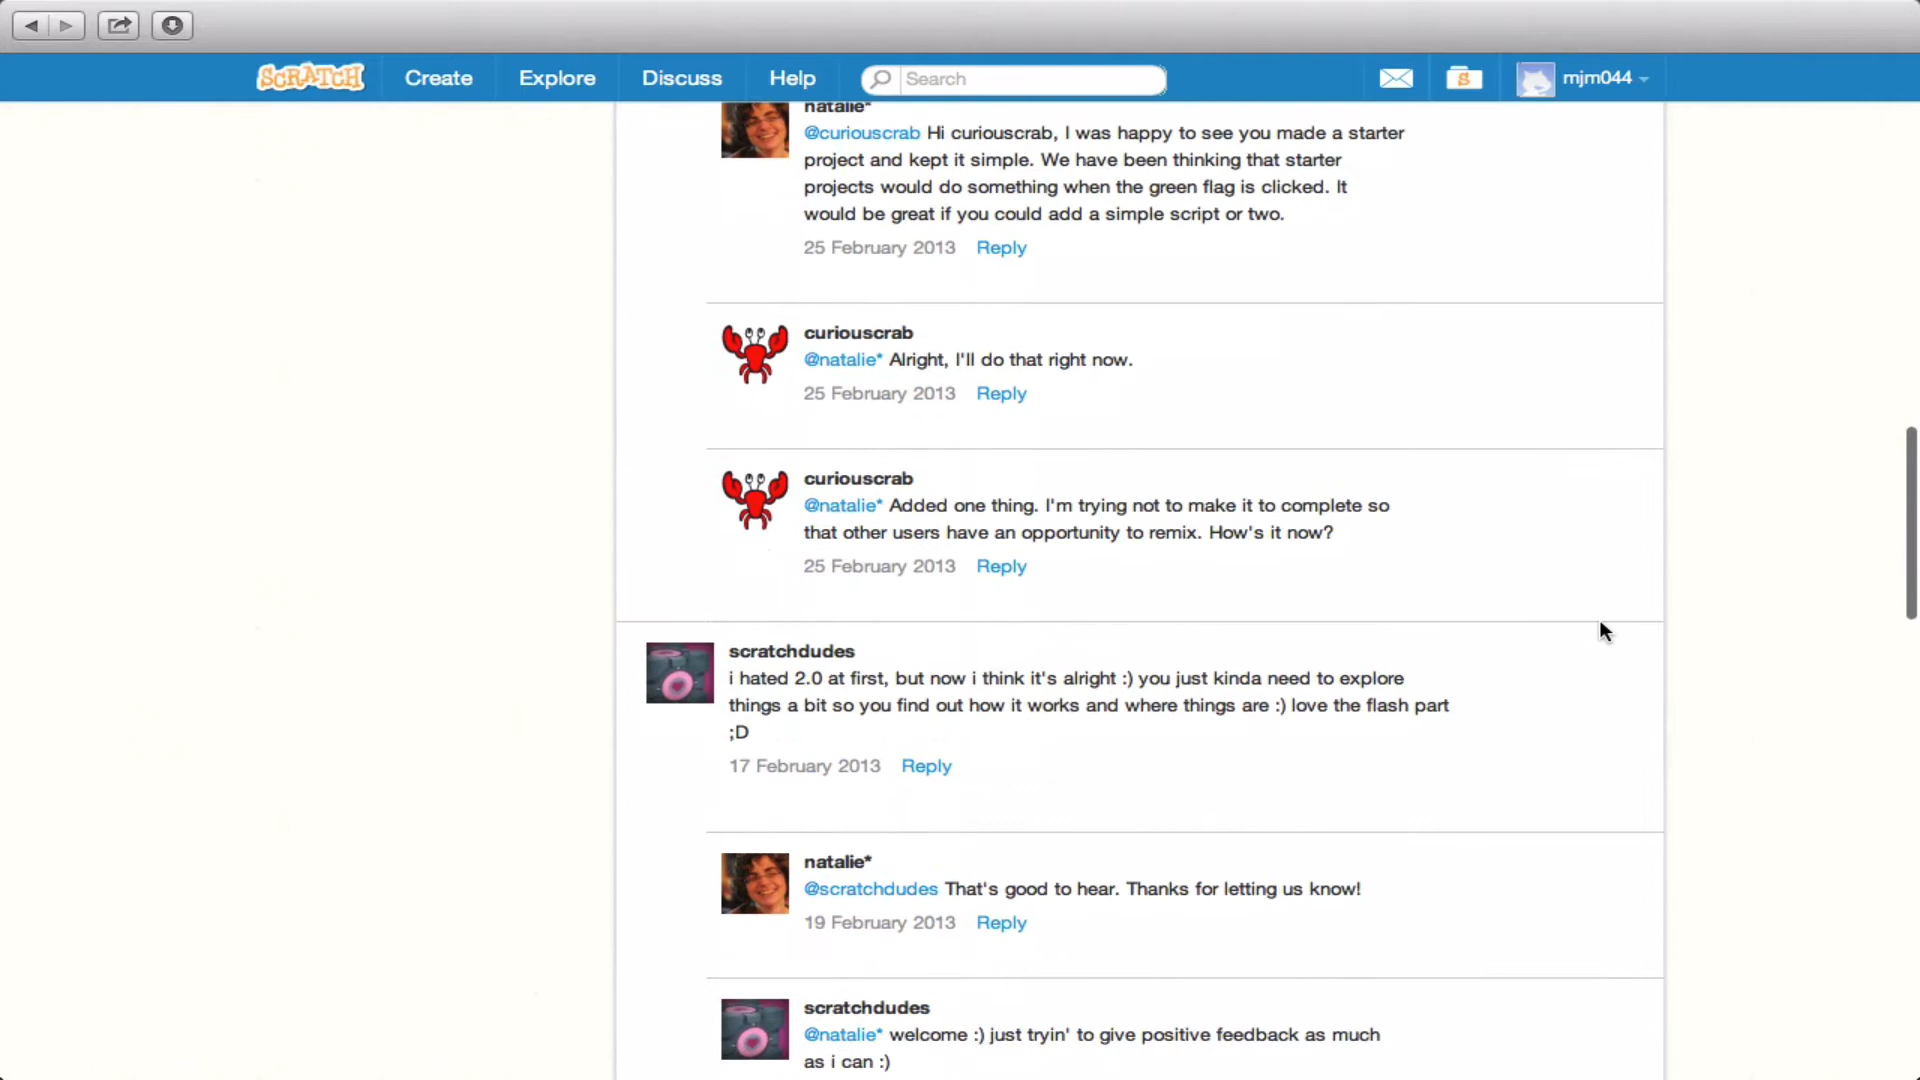 SCRATCH Create Explore Discuss Help Search mjm044
natalie*
@curiouscrab Hi curiouscrab, I was happy to see you made a starter
project and kept it simple. We have been thinking that starter
projects would do something when the green flag is clicked. It
would be great if you could add a simple script or two.
25 February 2013 Reply
curiouscrab
@natalie* Alright, I'll do that right now.
25 February 2013 Reply
curiouscrab
@natalie* Added one thing. I'm trying not to make it to complete so
that other users have an opportunity to remix. How's it now?
25 February 2013 Reply
scratchdudes
i hated 2.0 at first, but now i think it's alright :) you just kinda need to explore
things a bit so you find out how it works and where things are :) love the flash part
;D
17 February 2013 Reply
natalie*
@scratchdudes That's good to hear. Thanks for letting us know!
19 February 2013 Reply
scratchdudes
@natalie* welcome :) just tryin' to give positive feedback as much
as i can :)